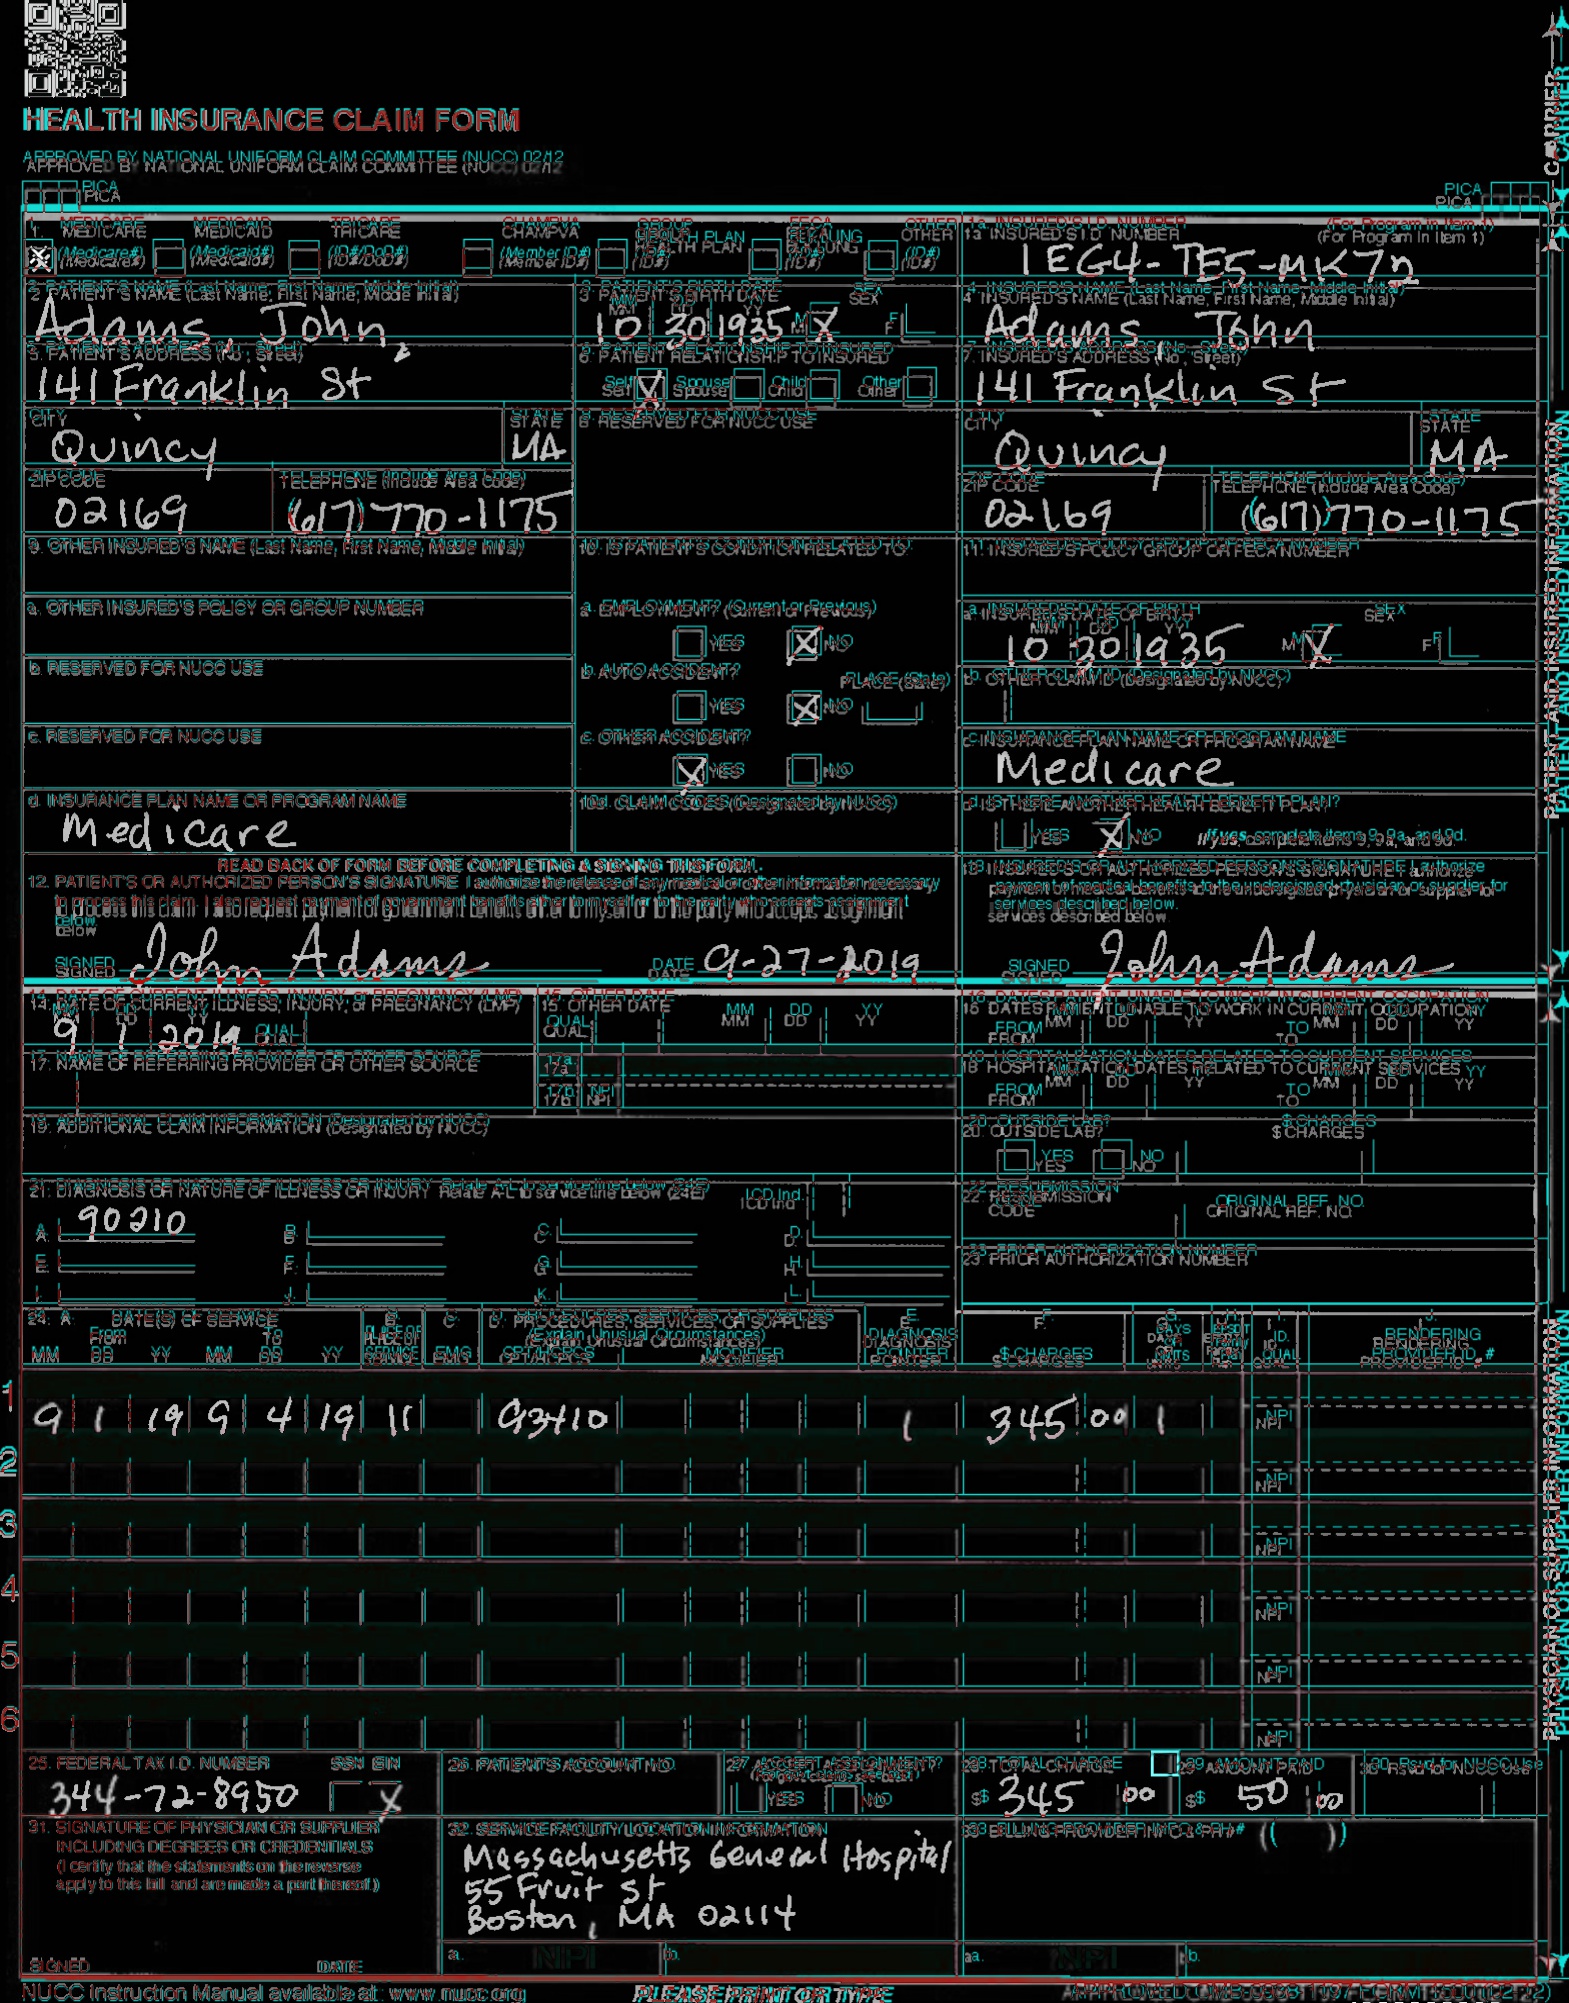 HEALTH INSURANCE CLAIM FORM
APPROVED BY NATIONAL UNIFORM CLAIM COMMITTEE (NUCC) 02/12
PICA
PICA
CARRIER
1. MEDICARE MEDICAID TRICARE CHAMPVA GROUP HEALTH PLAN FECA OTHER
X (Medicare#) (Medicaid#) (ID#/DoD#) (Member ID#) (ID#) (ID#) (ID#)
1a. INSURED'S I.D. NUMBER (For Program in Item 1)
1EG4-TE5-MK72
2. PATIENT'S NAME (Last Name, First Name, Middle Initial)
Adams, John,
3. PATIENT'S BIRTH DATE SEX
MM DD YY
10 30 1935 M X F
4. INSURED'S NAME (Last Name, First Name, Middle Initial)
Adams, John
5. PATIENT'S ADDRESS (No., Street)
141 Franklin St
6. PATIENT RELATIONSHIP TO INSURED
Self X Spouse Child Other
7. INSURED'S ADDRESS (No., Street)
141 Franklin St
CITY
Quincy
STATE
MA
8. RESERVED FOR NUCC USE
CITY
Quincy
STATE
MA
ZIP CODE
02169
TELEPHONE (Include Area Code)
(617) 770-1175
ZIP CODE
02169
TELEPHONE (Include Area Code)
(617) 770-1175
9. OTHER INSURED'S NAME (Last Name, First Name, Middle Initial)
10. IS PATIENT'S CONDITION RELATED TO:
11. INSURED'S POLICY GROUP OR FECA NUMBER
a. OTHER INSURED'S POLICY OR GROUP NUMBER
a. EMPLOYMENT? (Current or Previous)
YES X NO
a. INSURED'S DATE OF BIRTH SEX
MM DD YY
10 30 1935 M X F
b. RESERVED FOR NUCC USE
b. AUTO ACCIDENT? PLACE (State)
YES X NO
b. OTHER CLAIM ID (Designated by NUCC)
c. RESERVED FOR NUCC USE
c. OTHER ACCIDENT?
X YES NO
c. INSURANCE PLAN NAME OR PROGRAM NAME
Medicare
d. INSURANCE PLAN NAME OR PROGRAM NAME
Medicare
10d. CLAIM CODES (Designated by NUCC)
d. IS THERE ANOTHER HEALTH BENEFIT PLAN?
YES X NO If yes, complete items 9, 9a, and 9d.
READ BACK OF FORM BEFORE COMPLETING & SIGNING THIS FORM.
12. PATIENT'S OR AUTHORIZED PERSON'S SIGNATURE I authorize the release of any medical or other information necessary
to process this claim. I also request payment of government benefits either to myself or to the party who accepts assignment
below.
SIGNED John Adams DATE 9-27-2019
13. INSURED'S OR AUTHORIZED PERSON'S SIGNATURE I authorize
payment of medical benefits to the undersigned physician or supplier for
services described below.
SIGNED John Adams
PATIENT AND INSURED INFORMATION
14. DATE OF CURRENT ILLNESS, INJURY, or PREGNANCY (LMP)
MM DD YY
9 1 2019 QUAL.
15. OTHER DATE
QUAL. MM DD YY
16. DATES PATIENT UNABLE TO WORK IN CURRENT OCCUPATION
FROM MM DD YY TO MM DD YY
17. NAME OF REFERRING PROVIDER OR OTHER SOURCE
17a.
17b. NPI
18. HOSPITALIZATION DATES RELATED TO CURRENT SERVICES
FROM MM DD YY TO MM DD YY
19. ADDITIONAL CLAIM INFORMATION (Designated by NUCC)
20. OUTSIDE LAB? $ CHARGES
YES NO
21. DIAGNOSIS OR NATURE OF ILLNESS OR INJURY Relate A-L to service line below (24E) ICD Ind.
A. 90210 B. C. D.
E. F. G. H.
I. J. K. L.
22. RESUBMISSION CODE ORIGINAL REF. NO.
23. PRIOR AUTHORIZATION NUMBER
24. A. DATE(S) OF SERVICE B. C. D. PROCEDURES, SERVICES, OR SUPPLIES E. F. G. H. I. J.
From To PLACE OF (Explain Unusual Circumstances) DIAGNOSIS DAYS ID. RENDERING
MM DD YY MM DD YY SERVICE EMG CPT/HCPCS MODIFIER POINTER $ CHARGES UNITS QUAL. PROVIDER ID. #
1 9 1 19 9 4 19 11 93410 1 345 00 1 NPI
2 NPI
3 NPI
4 NPI
5 NPI
6 NPI
PHYSICIAN OR SUPPLIER INFORMATION
25. FEDERAL TAX I.D. NUMBER SSN EIN
344-72-8950 X
26. PATIENT'S ACCOUNT NO.
27. ACCEPT ASSIGNMENT?
YES NO
28. TOTAL CHARGE
$ 345 00
29. AMOUNT PAID
$ 50 00
30. Rsvd for NUCC Use
31. SIGNATURE OF PHYSICIAN OR SUPPLIER
INCLUDING DEGREES OR CREDENTIALS
(I certify that the statements on the reverse
apply to this bill and are made a part thereof.)
SIGNED DATE
32. SERVICE FACILITY LOCATION INFORMATION
Massachusetts General Hospital
55 Fruit St
Boston, MA 02114
a. NPI b.
33. BILLING PROVIDER INFO & PH# ( )
a. NPI b.
NUCC Instruction Manual available at: www.nucc.org
PLEASE PRINT OR TYPE